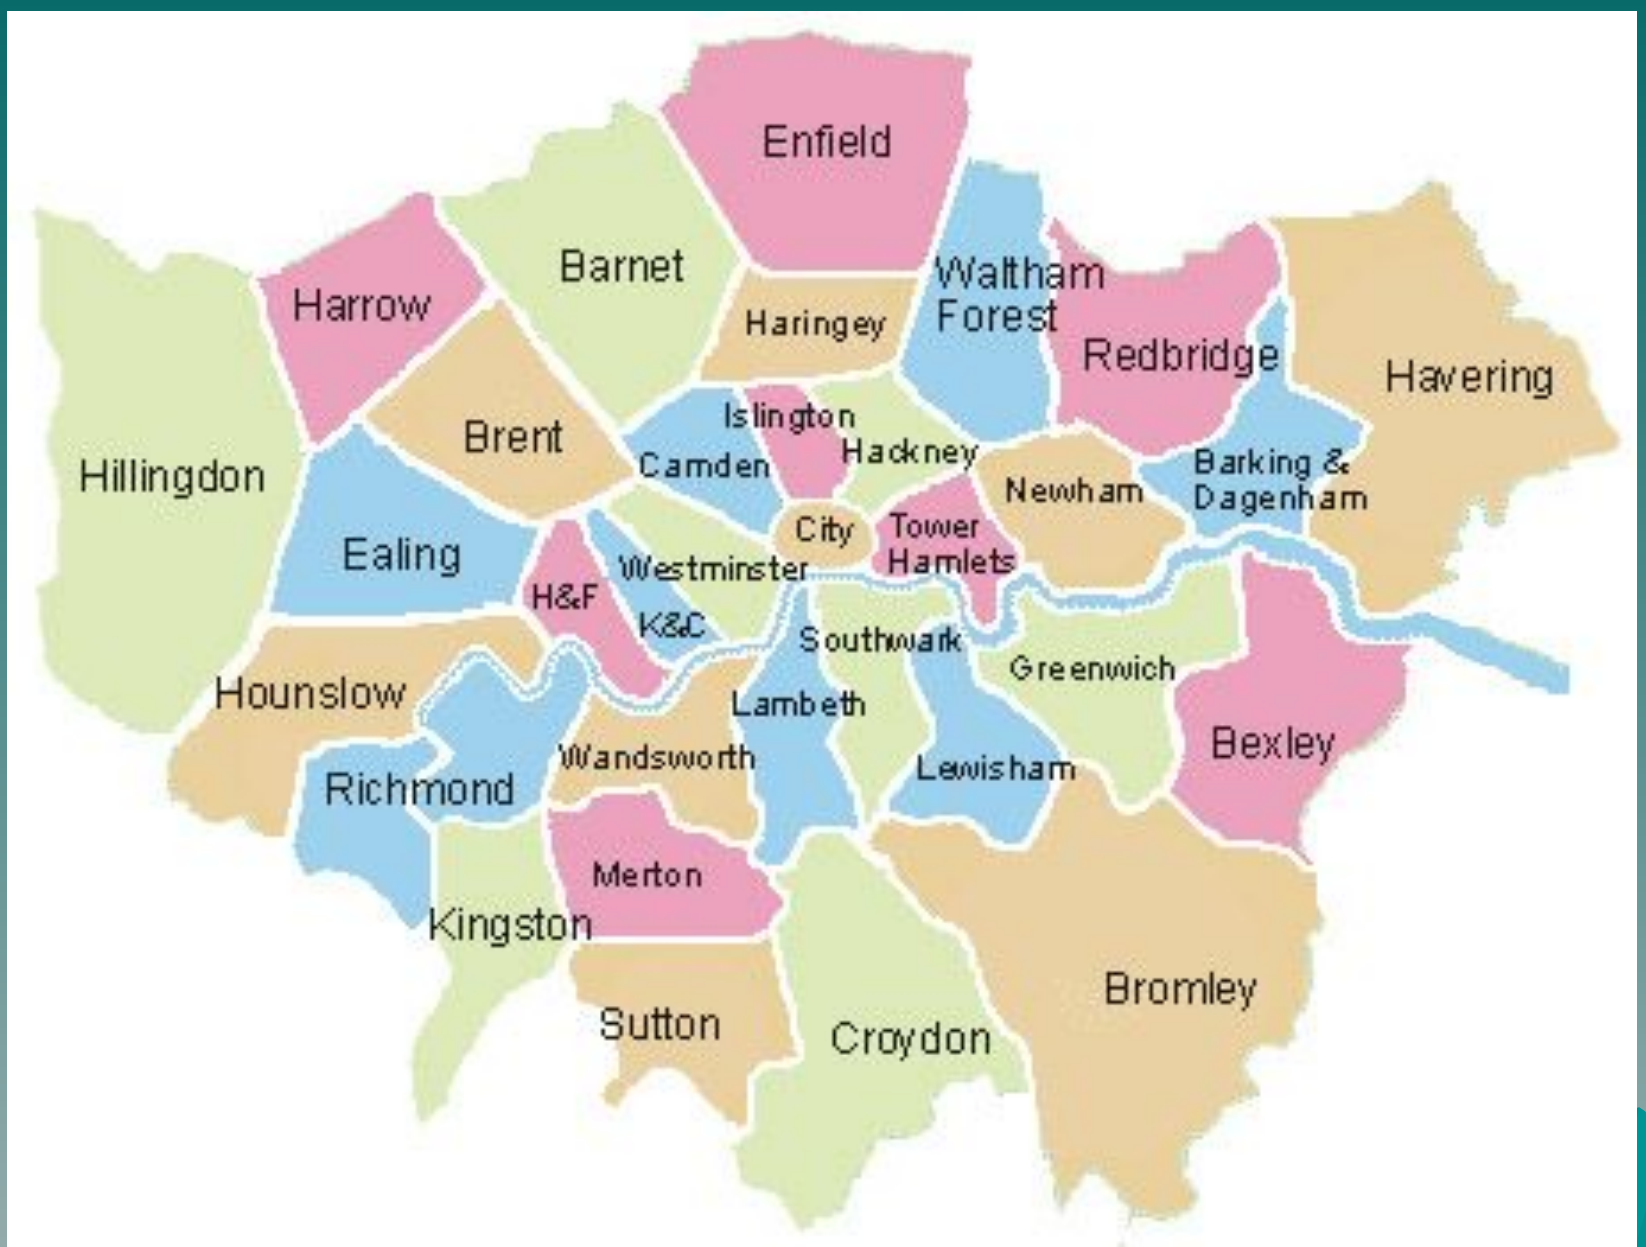 Enfield
Barnet
Waltham
Forest
Harrow
Haringey
Redbridge
Havering
Islington
Brent
Hackney
Camden
Hillingdon
Barking &
Dagenham
Newham
City
Tower
Hamlets
Ealing
Westminster
H&F
K&C
Southwark
Greenwich
Hounslow
Lambeth
Bexley
Wandsworth
Lewisham
Richmond
Merton
Kingston
Bromley
Sutton
Croydon